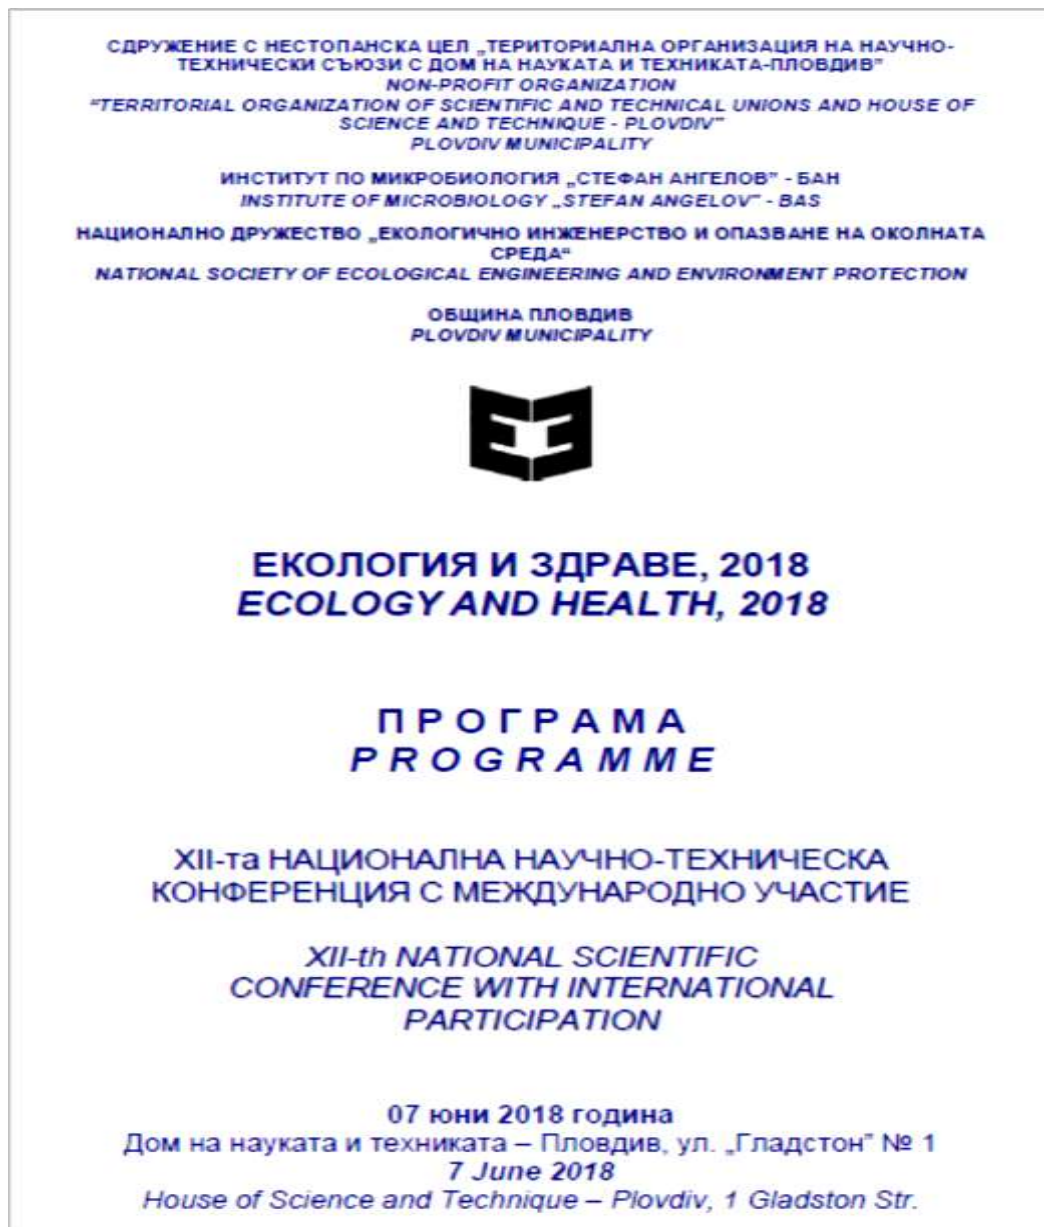 СДРУЖЕНИЕ С НЕСТОПАНСКА ЦЕЛ „ТЕРИТОРИАЛНА ОРГАНИЗАЦИЯ НА НАУЧНО-
ТЕХНИЧЕСКИ СЪЮЗИ С ДОМ НА НАУКАТА И ТЕХНИКАТА-ПЛОВДИВ”
NON-PROFIT ORGANIZATION
“TERRITORIAL ORGANIZATION OF SCIENTIFIC AND TECHNICAL UNIONS AND HOUSE OF
SCIENCE AND TECHNIQUE - PLOVDIV”
PLOVDIV MUNICIPALITY
ИНСТИТУТ ПО МИКРОБИОЛОГИЯ „СТЕФАН АНГЕЛОВ” - БАН
INSTITUTE OF MICROBIOLOGY „STEFAN ANGELOV” - BAS
НАЦИОНАЛНО ДРУЖЕСТВО „ЕКОЛОГИЧНО ИНЖЕНЕРСТВО И ОПАЗВАНЕ НА ОКОЛНАТА
СРЕДА“
NATIONAL SOCIETY OF ECOLOGICAL ENGINEERING AND ENVIRONMENT PROTECTION
ОБЩИНА ПЛОВДИВ
PLOVDIV MUNICIPALITY
ЕКОЛОГИЯ И ЗДРАВЕ, 2018
ECOLOGY AND HEALTH, 2018
П Р О Г Р А М А
P R O G R A M M E
XII-та НАЦИОНАЛНА НАУЧНО-ТЕХНИЧЕСКА
КОНФЕРЕНЦИЯ С МЕЖДУНАРОДНО УЧАСТИЕ
XII-th NATIONAL SCIENTIFIC
CONFERENCE WITH INTERNATIONAL
PARTICIPATION
07 юни 2018 година
Дом на науката и техниката – Пловдив, ул. „Гладстон” № 1
7 June 2018
House of Science and Technique – Plovdiv, 1 Gladston Str.